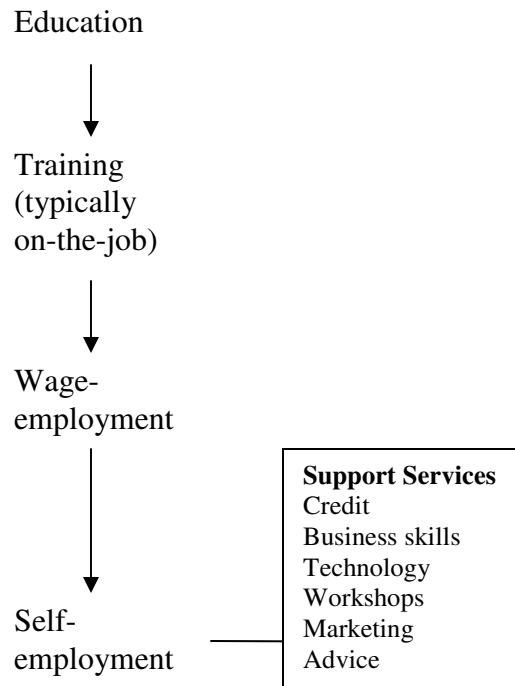 Education
Training
(typically
on-the-job)
Wage-
employment
Self-
employment
Support Services
Credit
Business skills
Technology
Workshops
Marketing
Advice